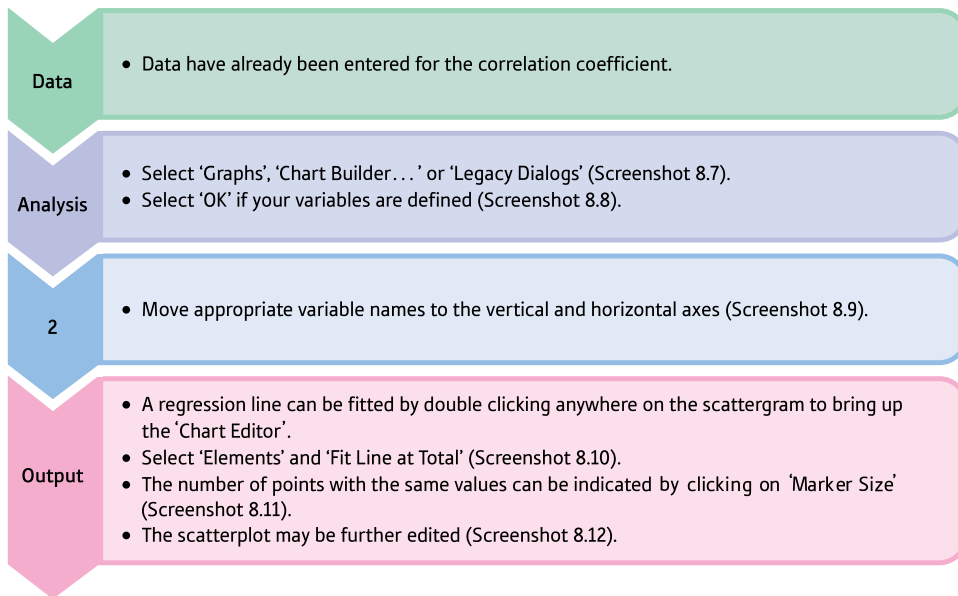 Data
• Data have already been entered for the correlation coefficient.
Analysis
• Select ‘Graphs’, ‘Chart Builder...’ or ‘Legacy Dialogs’ (Screenshot 8.7).
• Select ‘OK’ if your variables are defined (Screenshot 8.8).
2
• Move appropriate variable names to the vertical and horizontal axes (Screenshot 8.9).
Output
• A regression line can be fitted by double clicking anywhere on the scattergram to bring up
the ‘Chart Editor’.
• Select ‘Elements’ and ‘Fit Line at Total’ (Screenshot 8.10).
• The number of points with the same values can be indicated by clicking on ‘Marker Size’
(Screenshot 8.11).
• The scatterplot may be further edited (Screenshot 8.12).